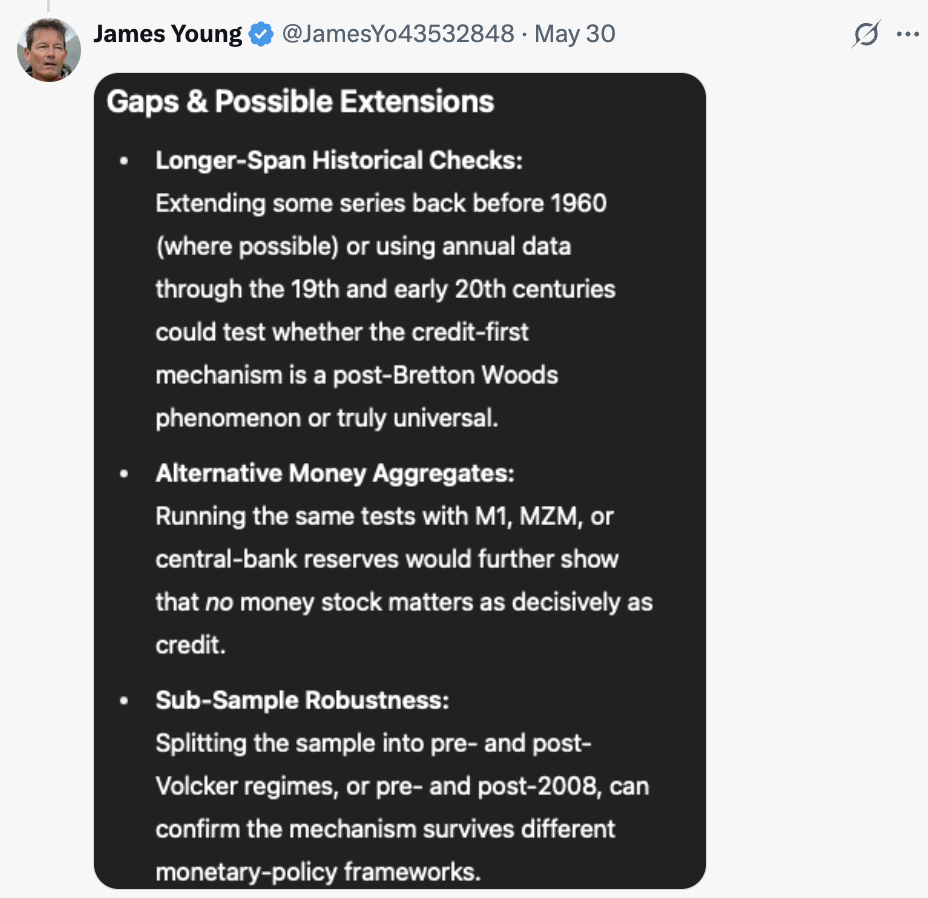 James Young @JamesYo43532848 · May 30
Gaps & Possible Extensions
• Longer-Span Historical Checks:
Extending some series back before 1960
(where possible) or using annual data
through the 19th and early 20th centuries
could test whether the credit-first
mechanism is a post-Bretton Woods
phenomenon or truly universal.
• Alternative Money Aggregates:
Running the same tests with M1, MZM, or
central-bank reserves would further show
that no money stock matters as decisively as
credit.
• Sub-Sample Robustness:
Splitting the sample into pre- and post-
Volcker regimes, or pre- and post-2008, can
confirm the mechanism survives different
monetary-policy frameworks.